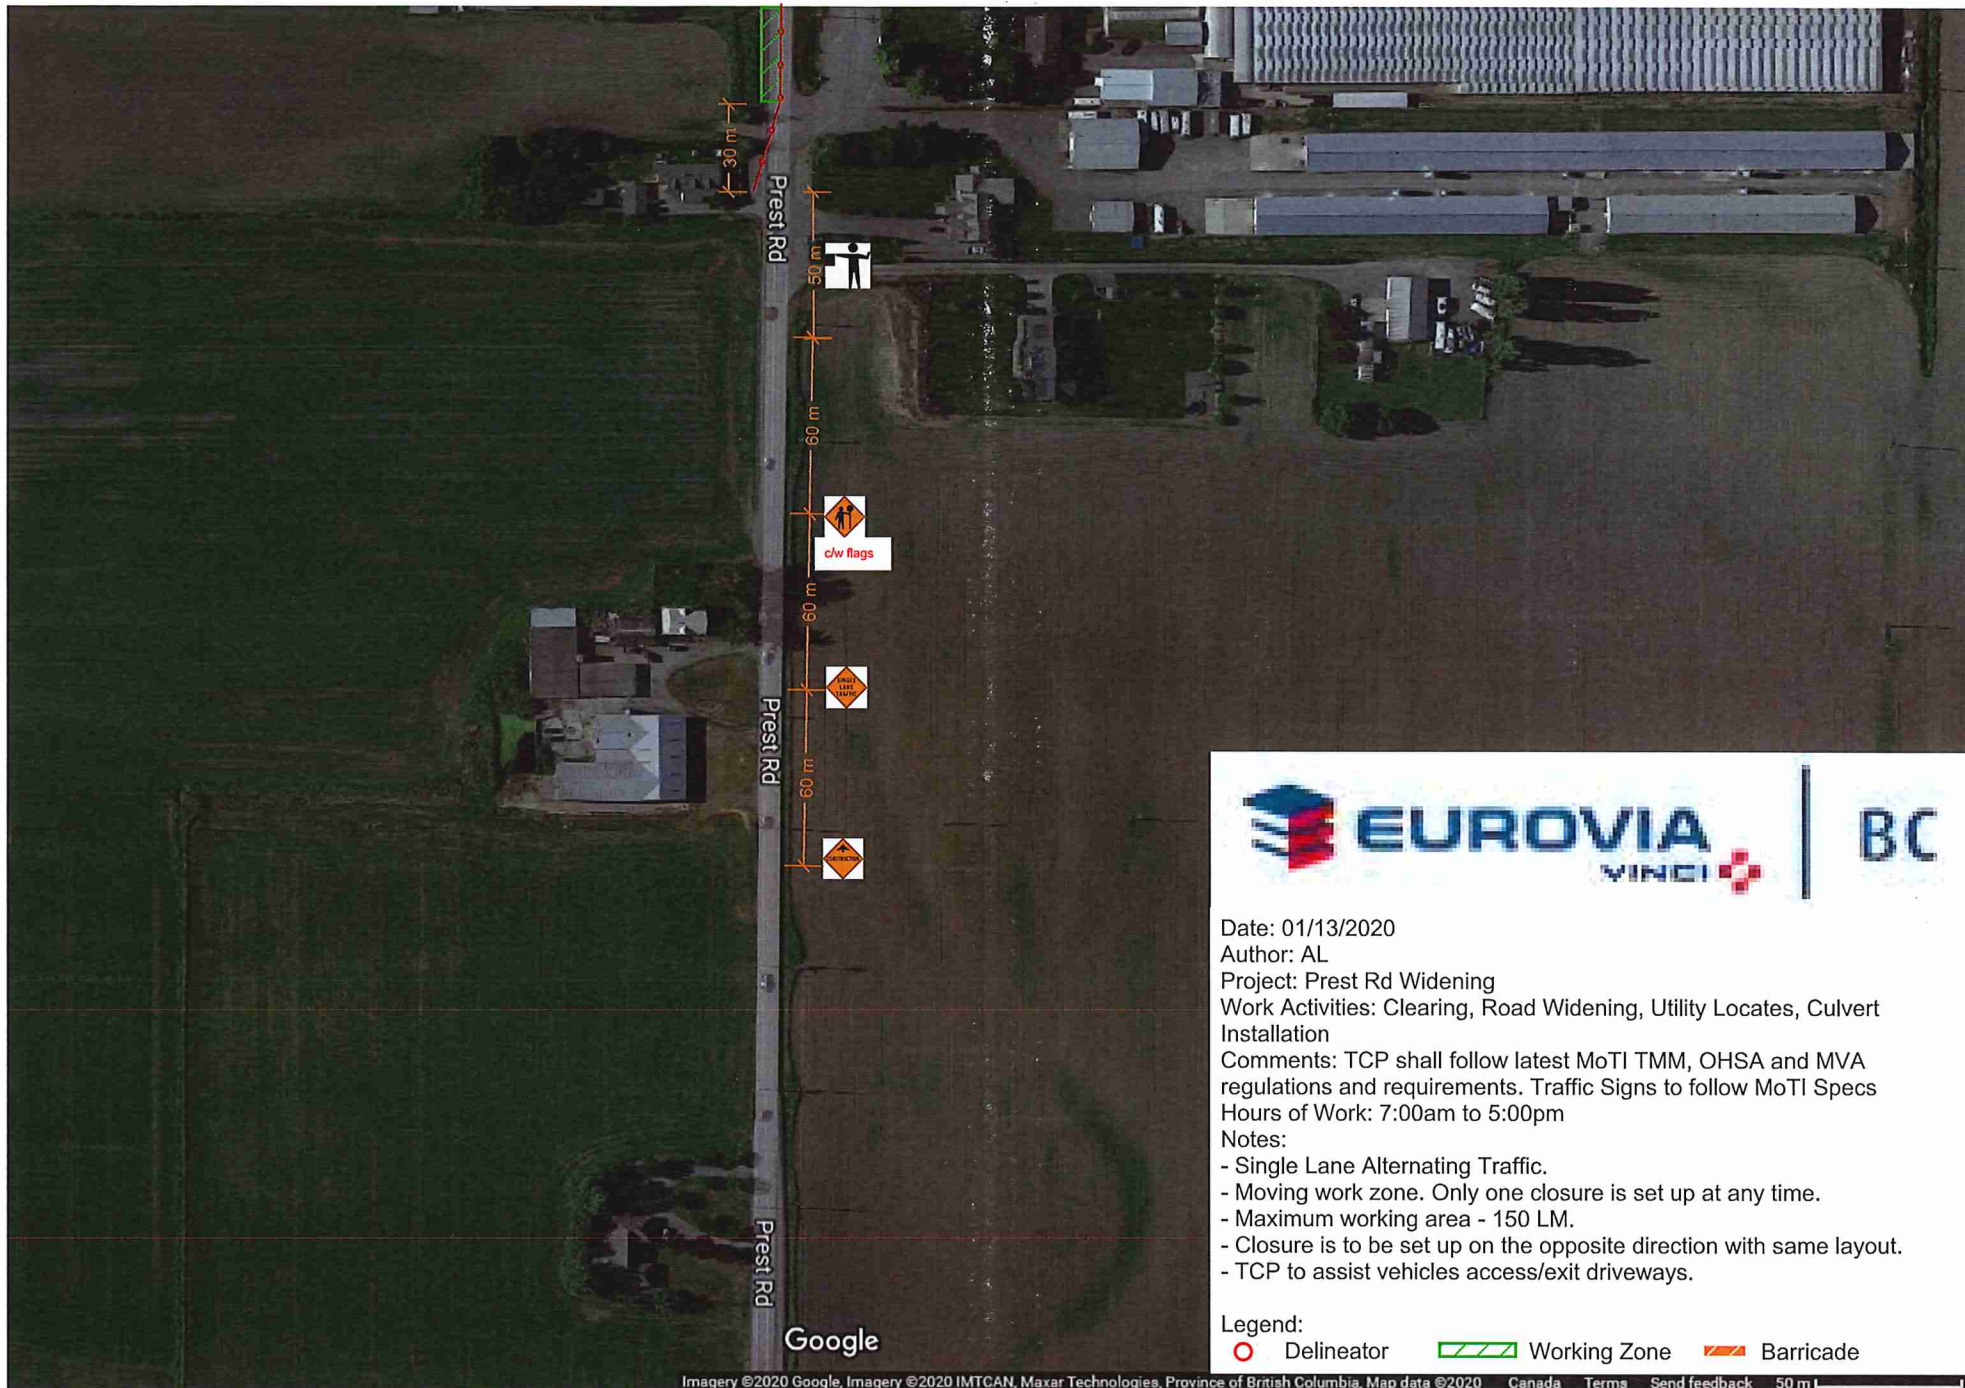 30 m
Prest Rd
50 m
60 m
c/w flags
60 m
SINGLE
LANE
TRAFFIC
Prest Rd
60 m
CONSTRUCTION
EUROVIA
VINCI
BC
Date: 01/13/2020
Author: AL
Project: Prest Rd Widening
Work Activities: Clearing, Road Widening, Utility Locates, Culvert
Installation
Comments: TCP shall follow latest MoTI TMM, OHSA and MVA
regulations and requirements. Traffic Signs to follow MoTI Specs
Hours of Work: 7:00am to 5:00pm
Notes:
- Single Lane Alternating Traffic.
- Moving work zone. Only one closure is set up at any time.
- Maximum working area - 150 LM.
- Closure is to be set up on the opposite direction with same layout.
- TCP to assist vehicles access/exit driveways.
Prest Rd
Legend:
Delineator Working Zone Barricade
Google
Imagery ©2020 Google, Imagery ©2020 IMTCAN, Maxar Technologies, Province of British Columbia, Map data ©2020 Canada Terms Send feedback 50 m